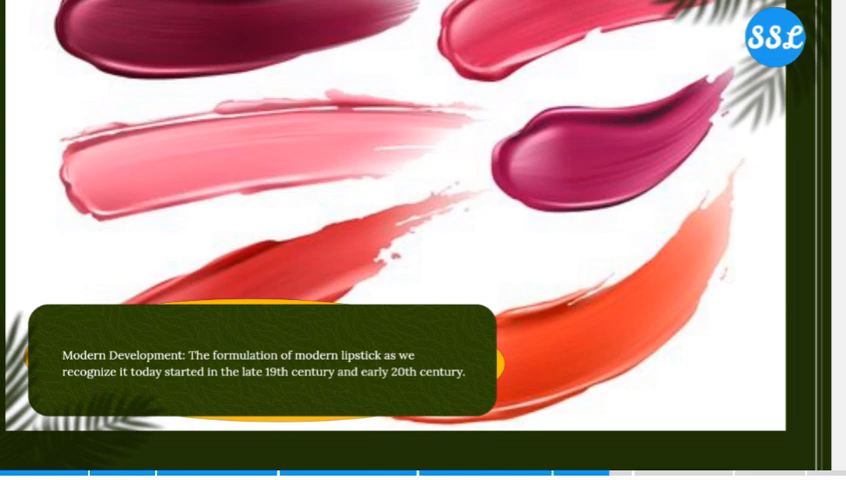 SSL
Modern Development: The formulation of modern lipstick as we
recognize it today started in the late 19th century and early 20th century.